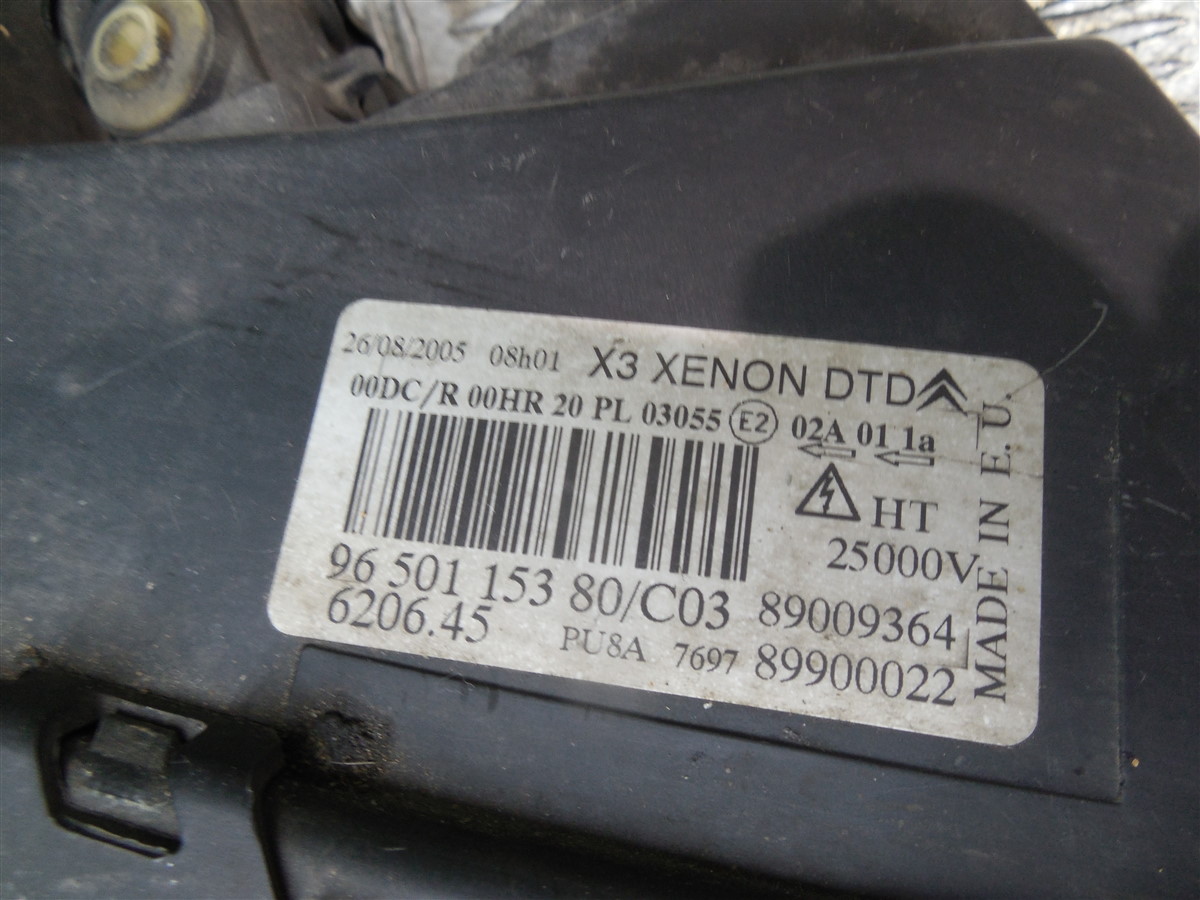 26/08/2005 08h01 X3 XENON DTD
00DC/R 00HR 20 PL 03055 E2 02A 01 1a
HT
25000V
96 501 153 80/C03 89009364
6206.45 PU8A 7697 89900022
MADE IN E.U.